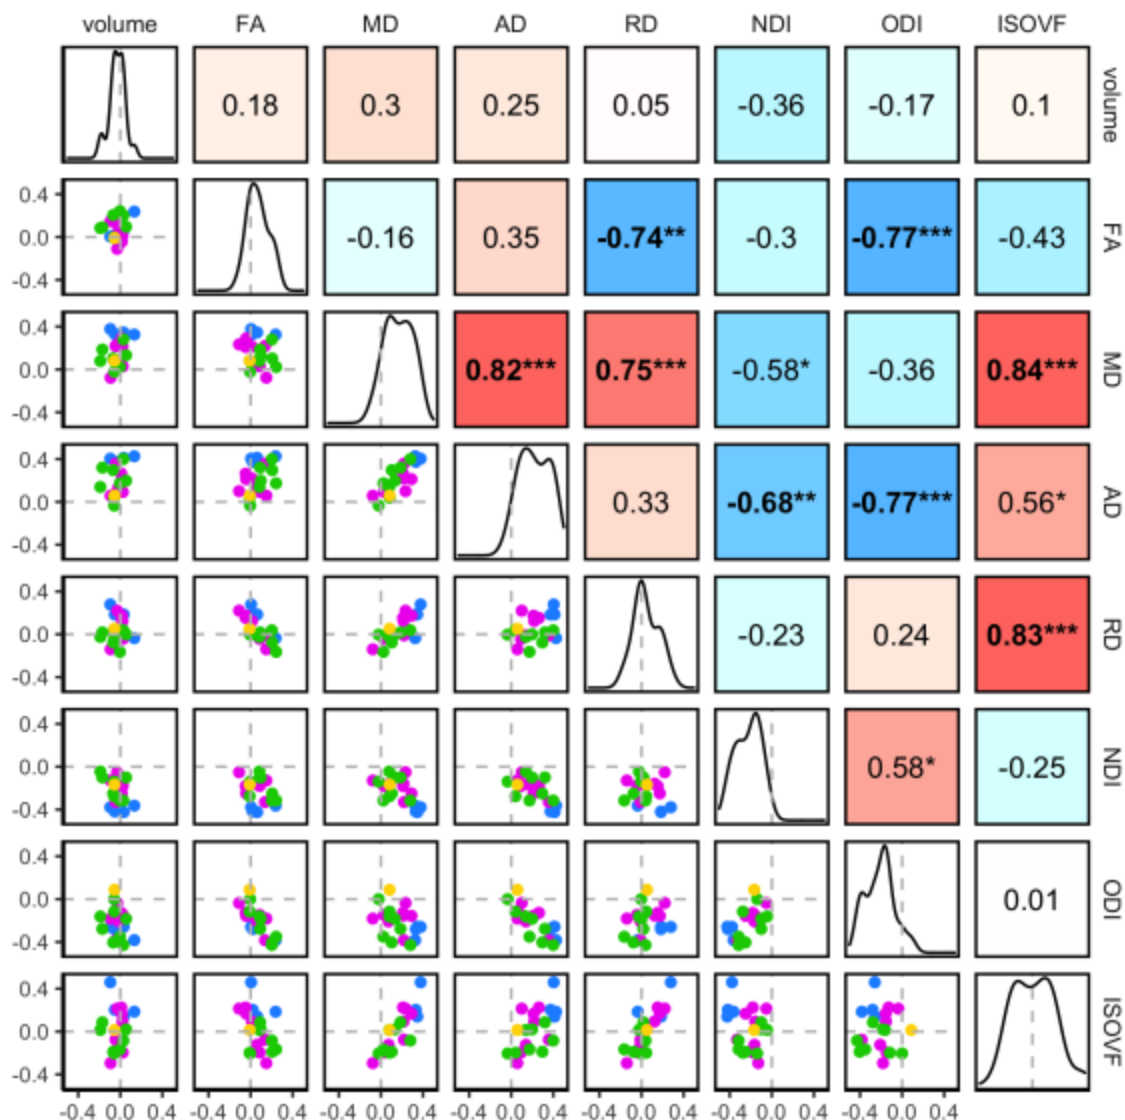 volume FA MD AD RD NDI ODI ISOVF
0.18 0.3 0.25 0.05 -0.36 -0.17 0.1 volume
0.4
0.0 -0.16 0.35 -0.74** -0.3 -0.77*** -0.43 FA
-0.4
0.4
0.0 0.82*** 0.75*** -0.58* -0.36 0.84*** MD
-0.4
0.4
0.0 0.33 -0.68** -0.77*** 0.56* AD
-0.4
0.4
0.0 -0.23 0.24 0.83*** RD
-0.4
0.4
0.0 0.58* -0.25 NDI
-0.4
0.4
0.0 0.01 ODI
-0.4
0.4
0.0 ISOVF
-0.4
-0.4 0.0 0.4 -0.4 0.0 0.4 -0.4 0.0 0.4 -0.4 0.0 0.4 -0.4 0.0 0.4 -0.4 0.0 0.4 -0.4 0.0 0.4 -0.4 0.0 0.4